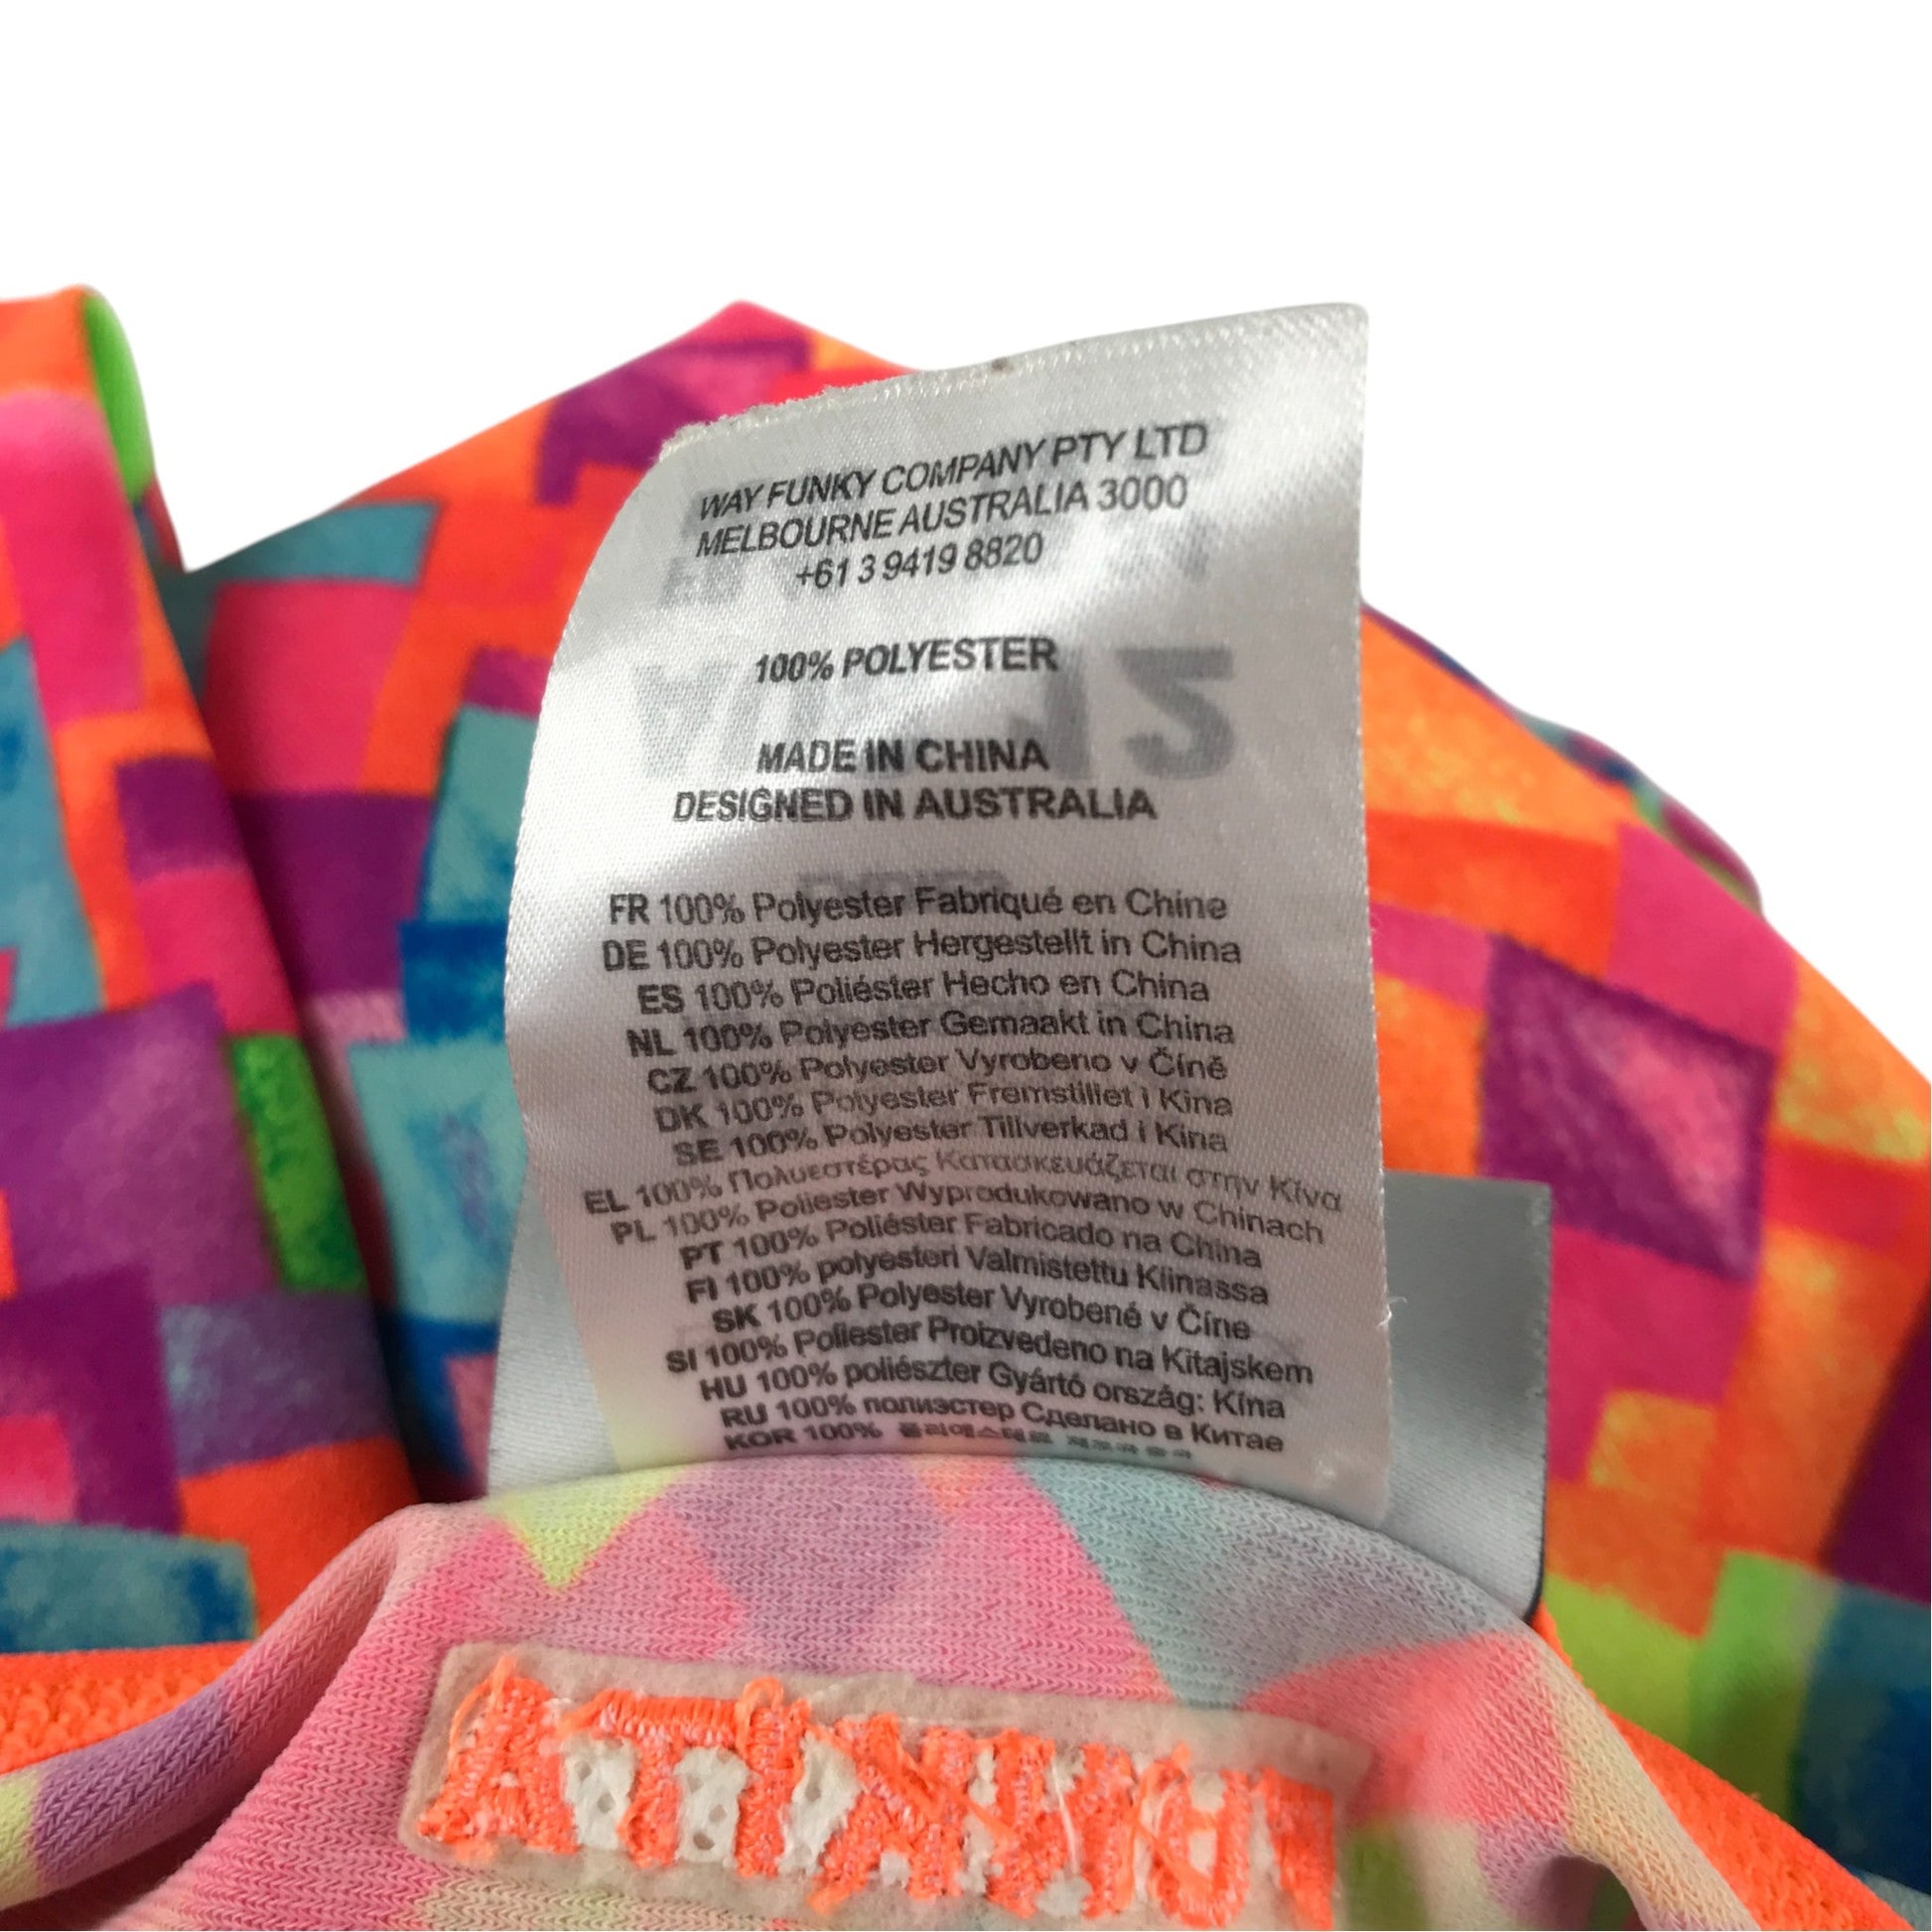 WAY FUNKY COMPANY PTY LTD
MELBOURNE AUSTRALIA 3000
+61 3 9419 8820
100% POLYESTER
MADE IN CHINA
DESIGNED IN AUSTRALIA
FR 100% Polyester Fabriqué en Chine
DE 100% Polyester Hergestellt in China
ES 100% Poliéster Hecho en China
NL 100% Polyester Gemaakt in China
CZ 100% Polyester Vyrobeno v Číně
DK 100% Polyester Fremstillet i Kina
SE 100% Polyester Tillverkad i Kina
EL 100% Πολυεστέρας Κατασκευάζεται στην Κίνα
PL 100% Poliester Wyprodukowano w Chinach
PT 100% Poliéster Fabricado na China
FI 100% polyesteri Valmistettu Kiinassa
SK 100% Polyester Vyrobené v Číne
SI 100% Poliester Proizvedeno na Kitajskem
HU 100% poliészter Gyártó ország: Kína
RU 100% полиэстер Сделано в Китае
KOR 100%